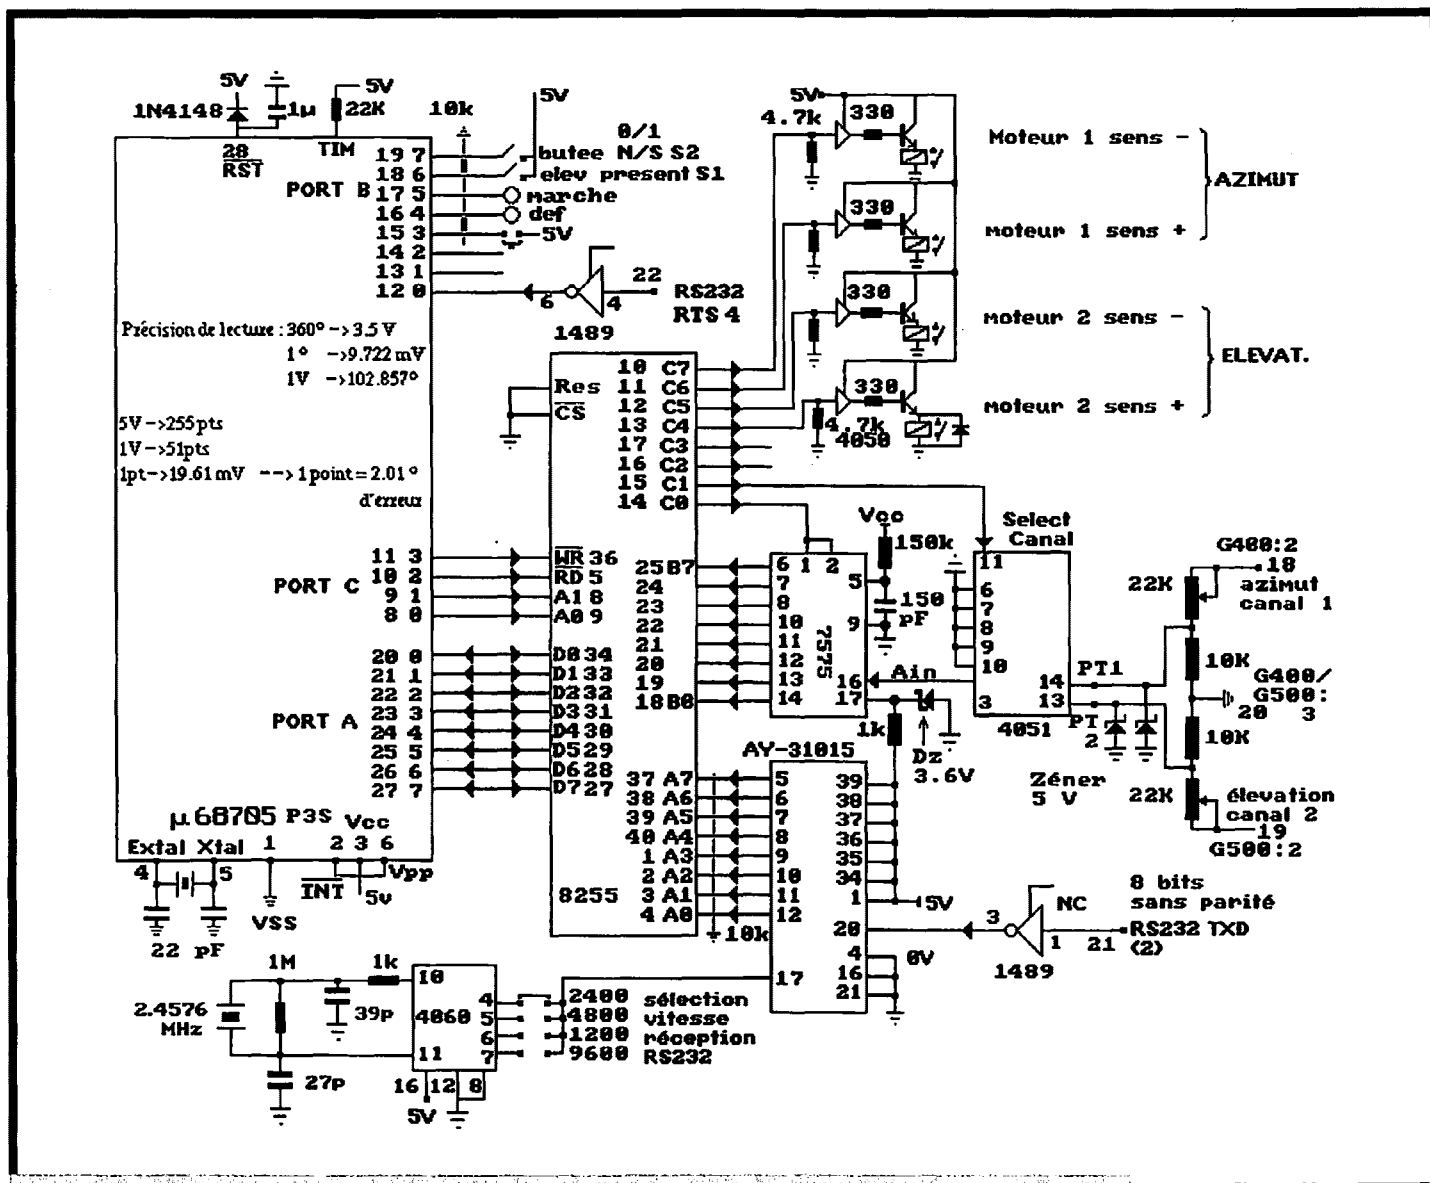 5V
1N4148
1µ
22K
5V
10k
5V
28
RST
TIM
PORT B
19 7
18 6
17 5
16 4
15 3
14 2
13 1
12 0
0/1
butee N/S S2
elev present S1
marche
def
5V
6
4
22
1489
RS232
RTS 4
Précision de lecture : 360° -> 3.5 V
1° ->9.722 mV
1V ->102.857°
5V ->255pts
1V ->51pts
1pt->19.61 mV --> 1 point = 2.01 °
d'erreur
5V
4.7k
330
330
330
330
4.7k
4050
Moteur 1 sens -
moteur 1 sens +
AZIMUT
moteur 2 sens -
moteur 2 sens +
ELEVAT.
Res
CS
10 C7
11 C6
12 C5
13 C4
17 C3
16 C2
15 C1
14 C0
PORT C
11 3
10 2
9 1
8 0
WR 36
RD 5
A1 8
A0 9
PORT A
20 0
21 1
22 2
23 3
24 4
25 5
26 6
27 7
D0 34
D1 33
D2 32
D3 31
D4 30
D5 29
D6 28
D7 27
25 B7
24
23
22
21
20
19
18 B0
6
7
8
10
11
12
13
14
1 2
5
9
16
17
7575
Vcc
150k
150
pF
Ain
1k
Dz
3.6V
Select
Canal
11
6
7
8
9
10
3
14
13
4051
PT1
PT
2
Zéner
5 V
G400:2
18
azimut
canal 1
22K
10K
G400/
G500:
20 3
10K
22K
élevation
canal 2
19
G500:2
µ 68705 P3S
Vcc
Extal Xtal
4
5
1
2 3 6
Vpp
INT
5v
VSS
22 pF
8255
37 A7
38 A6
39 A5
40 A4
1 A3
2 A2
3 A1
4 A0
10k
AY-31015
5
6
7
8
9
10
11
12
17
39
38
37
36
35
34
1
20
4
16
21
5V
0V
3
NC
1
1489
21
8 bits
sans parité
RS232 TXD
(2)
2.4576
MHz
1M
1k
39p
27p
10
11
4060
4
5
6
7
16 12 8
5V
2400
4800
1200
9600
sélection
vitesse
réception
RS232